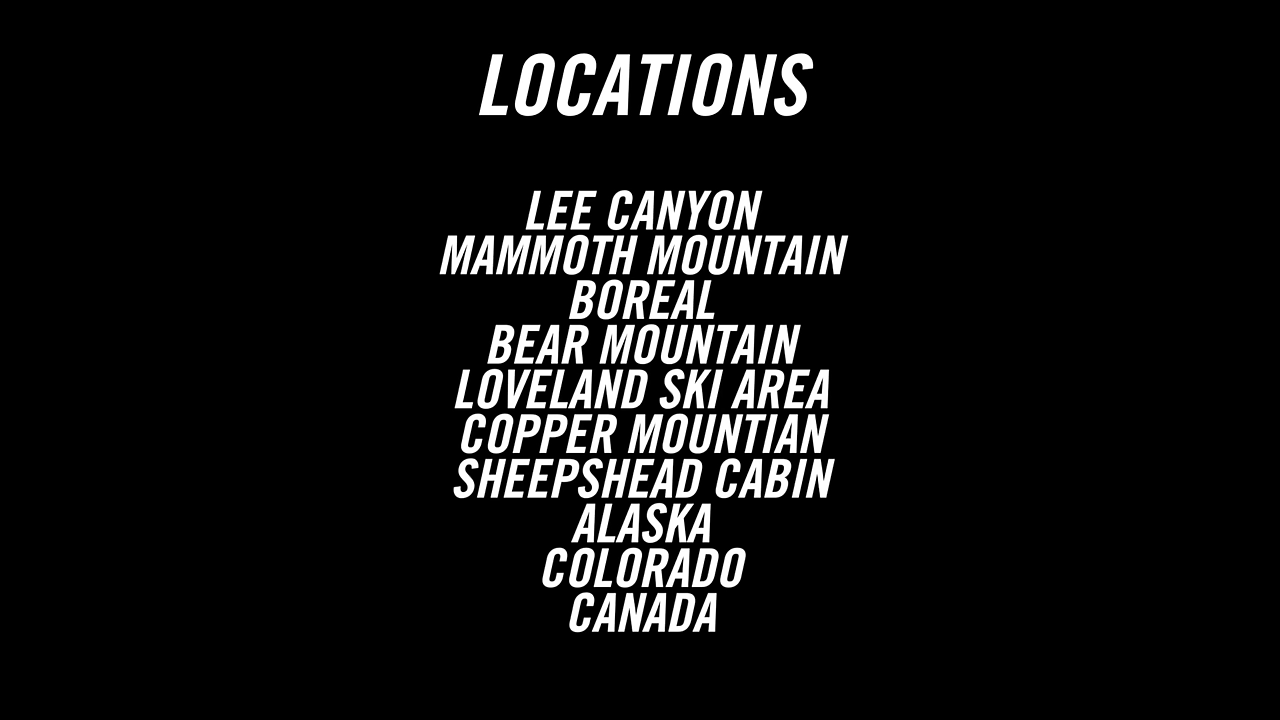 LOCATIONS
LEE CANYON
MAMMOTH MOUNTAIN
BOREAL
BEAR MOUNTAIN
LOVELAND SKI AREA
COPPER MOUNTIAN
SHEEPSHEAD CABIN
ALASKA
COLORADO
CANADA